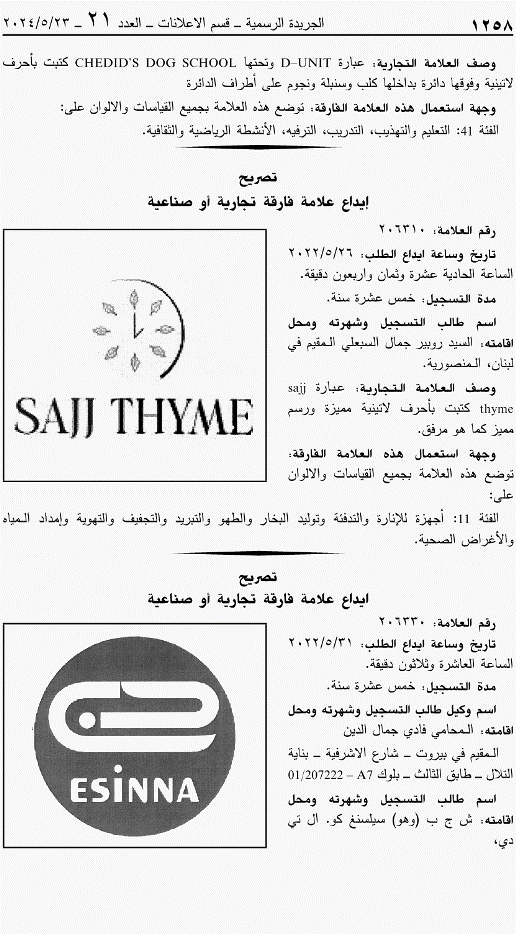 ١٢٥٨ الجريدة الرسمية ــ قسم الاعلانات ــ العدد ٢١ ــ ٢٠٢٤/٥/٢٣
وصف العلامة التجارية: عبارة D–UNIT وتحتها CHEDID'S DOG SCHOOL كتبت بأحرف
لاتينية وفوقها دائرة بداخلها كلب وسنبلة ونجوم على أطراف الدائرة
وجهة استعمال هذه العلامة الفارقة: توضع هذه العلامة بجميع القياسات والالوان على:
الفئة 41: التعليم والتهذيب، التدريب، الترفيه، الأنشطة الرياضية والثقافية.
تصريح
إيداع علامة فارقة تجارية أو صناعية
رقم العلامة: ٢٠٦٣١٠
تاريخ وساعة ايداع الطلب: ٢٠٢٢/٥/٢٦
الساعة الحادية عشرة وثمان واربعون دقيقة.
مدة التسجيل: خمس عشرة سنة.
اسم طالب التسجيل وشهرته ومحل
اقامته: السيد روبير جمال السبعلي المقيم في
لبنان، المنصورية.
وصف العلامة التجارية: عبارة sajj
thyme كتبت بأحرف لاتينية مميزة ورسم
مميز كما هو مرفق.
وجهة استعمال هذه العلامة الفارقة:
توضع هذه العلامة بجميع القياسات والالوان
على:
SAJJ THYME
الفئة 11: أجهزة للإنارة والتدفئة وتوليد البخار والطهو والتبريد والتجفيف والتهوية وإمداد المياه
والأغراض الصحية.
تصريح
ايداع علامة فارقة تجارية أو صناعية
رقم العلامة: ٢٠٦٣٣٠
تاريخ وساعة ايداع الطلب: ٢٠٢٢/٥/٣١
الساعة العاشرة وثلاثون دقيقة.
مدة التسجيل: خمس عشرة سنة.
اسم وكيل طالب التسجيل وشهرته ومحل
اقامته: المحامي فادي جمال الدين
المقيم في بيروت ــ شارع الاشرفية ــ بناية
التلال ــ طابق الثالث ــ بلوك A7 – 01/207222
اسم طالب التسجيل وشهرته ومحل
اقامته: ش ج ب (وهو) سيلسنغ كو. ال تي
دي،
ESiNNA